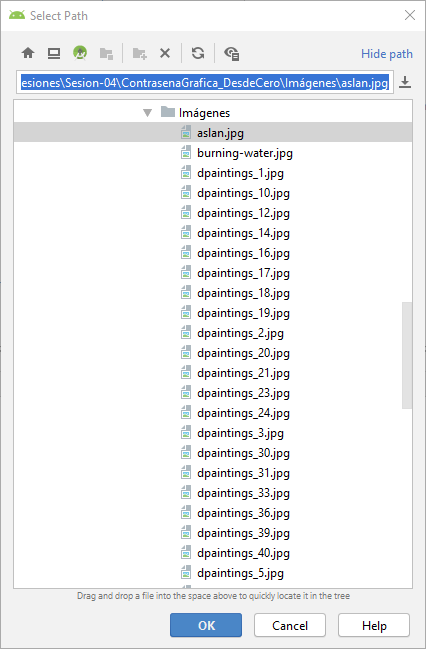 Select Path
Hide path
esiones\Sesion-04\ContrasenaGrafica_DesdeCero\Imágenes\aslan.jpg
Imágenes
aslan.jpg
burning-water.jpg
dpaintings_1.jpg
dpaintings_10.jpg
dpaintings_12.jpg
dpaintings_14.jpg
dpaintings_16.jpg
dpaintings_17.jpg
dpaintings_18.jpg
dpaintings_19.jpg
dpaintings_2.jpg
dpaintings_20.jpg
dpaintings_21.jpg
dpaintings_23.jpg
dpaintings_24.jpg
dpaintings_3.jpg
dpaintings_30.jpg
dpaintings_31.jpg
dpaintings_33.jpg
dpaintings_36.jpg
dpaintings_39.jpg
dpaintings_40.jpg
dpaintings_5.jpg
Drag and drop a file into the space above to quickly locate it in the tree
OK Cancel Help